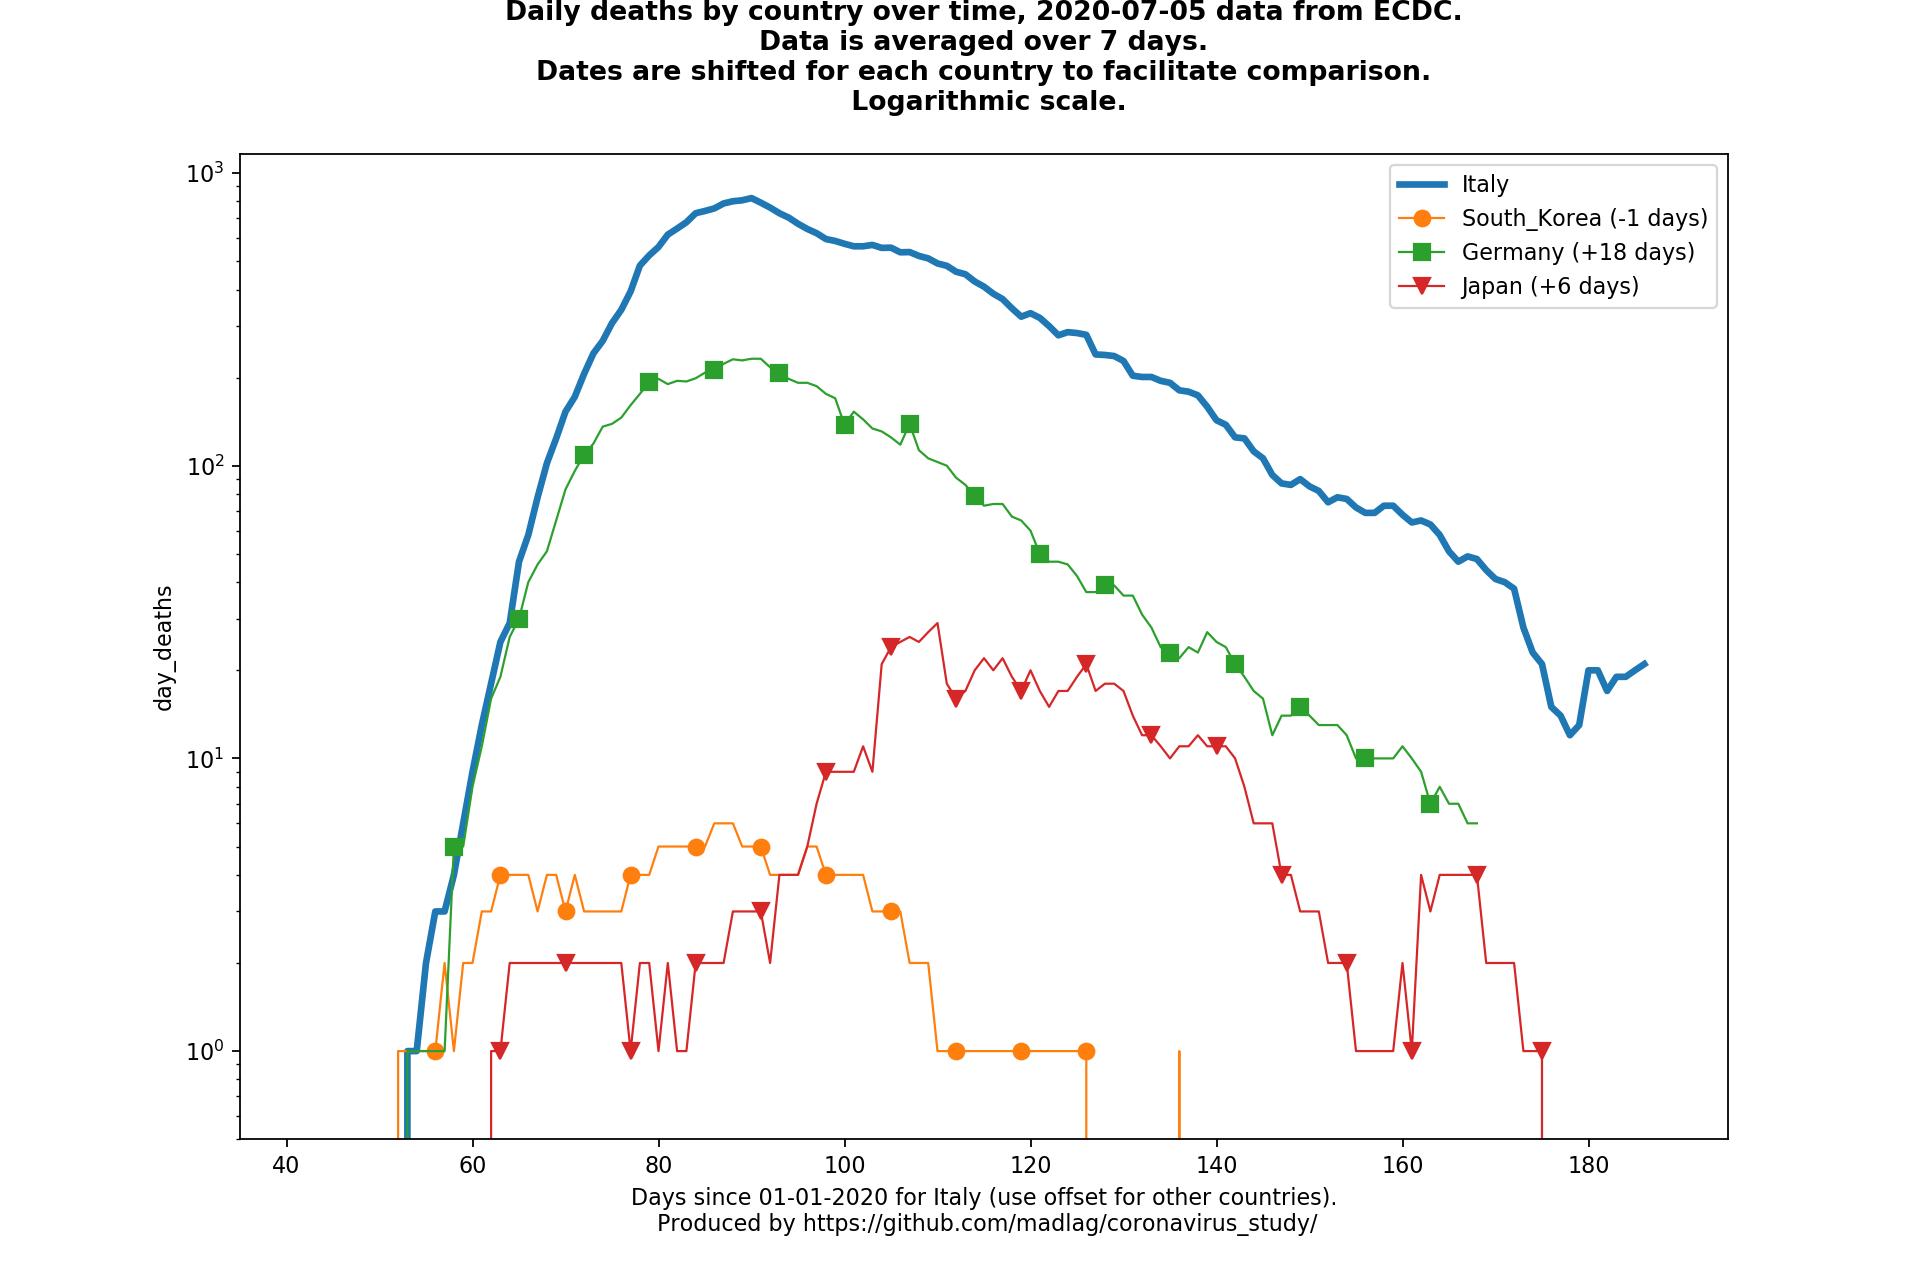 Daily deaths by country over time, 2020-07-05 data from ECDC.
Data is averaged over 7 days.
Dates are shifted for each country to facilitate comparison.
Logarithmic scale.
10³
10²
10¹
10⁰
day_deaths
Italy
South_Korea (-1 days)
Germany (+18 days)
Japan (+6 days)
40 60 80 100 120 140 160 180
Days since 01-01-2020 for Italy (use offset for other countries).
Produced by https://github.com/madlag/coronavirus_study/